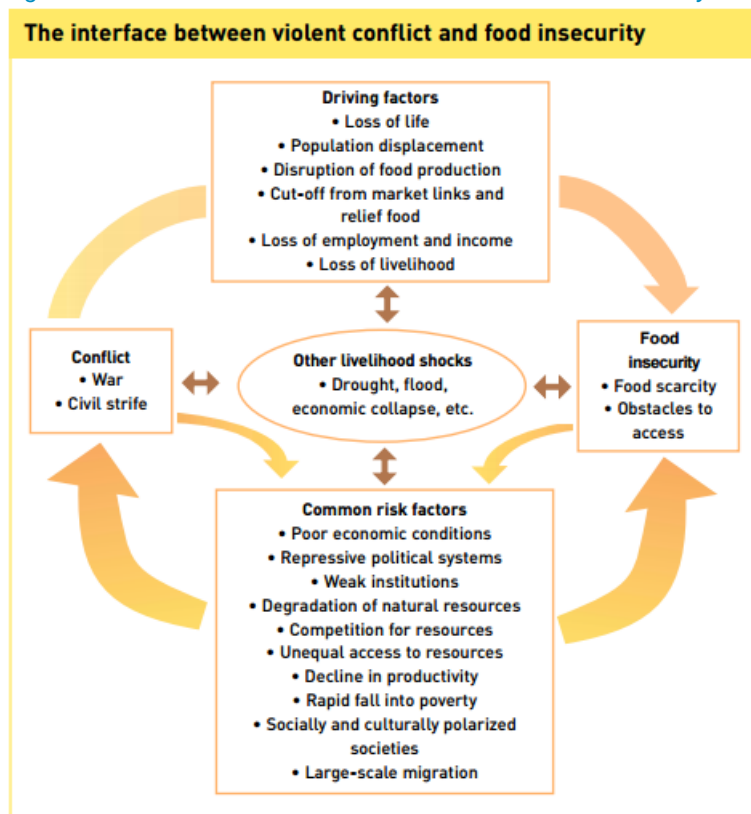 The interface between violent conflict and food insecurity
Driving factors
• Loss of life
• Population displacement
• Disruption of food production
• Cut-off from market links and
relief food
• Loss of employment and income
• Loss of livelihood
Conflict
• War
• Civil strife
Other livelihood shocks
• Drought, flood,
economic collapse, etc.
Food
insecurity
• Food scarcity
• Obstacles to
access
Common risk factors
• Poor economic conditions
• Repressive political systems
• Weak institutions
• Degradation of natural resources
• Competition for resources
• Unequal access to resources
• Decline in productivity
• Rapid fall into poverty
• Socially and culturally polarized
societies
• Large-scale migration